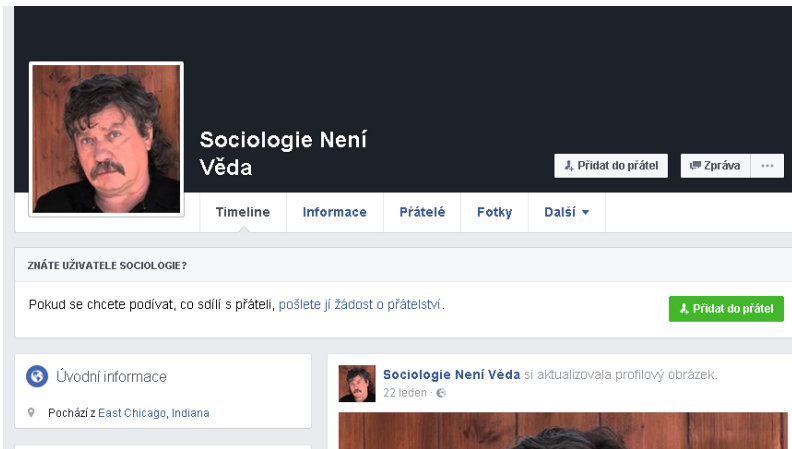 Sociologie Není
Věda
Přidat do přátel
Zpráva
Timeline
Informace
Přátelé
Fotky
Další
ZNÁTE UŽIVATELE SOCIOLOGIE?
Pokud se chcete podívat, co sdílí s přáteli, pošlete jí žádost o přátelství.
Přidat do přátel
Úvodní informace
Pochází z East Chicago, Indiana
Sociologie Není Věda si aktualizovala profilový obrázek.
22 leden ·